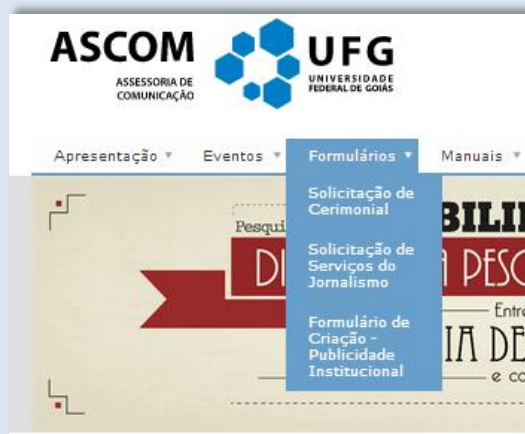 ASCOM
ASSESSORIA DE
COMUNICAÇÃO
UFG
UNIVERSIDADE
FEDERAL DE GOIÁS
Apresentação Eventos Formulários Manuais
Solicitação de
Cerimonial
Solicitação de
Serviços do
Jornalismo
Formulário de
Criação -
Publicidade
Institucional
DE
e